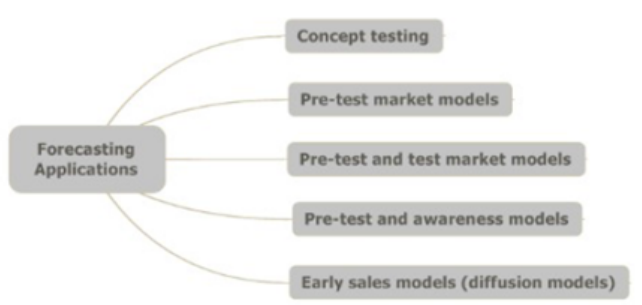 Concept testing
Pre-test market models
Forecasting
Applications
Pre-test and test market models
Pre-test and awareness models
Early sales models (diffusion models)